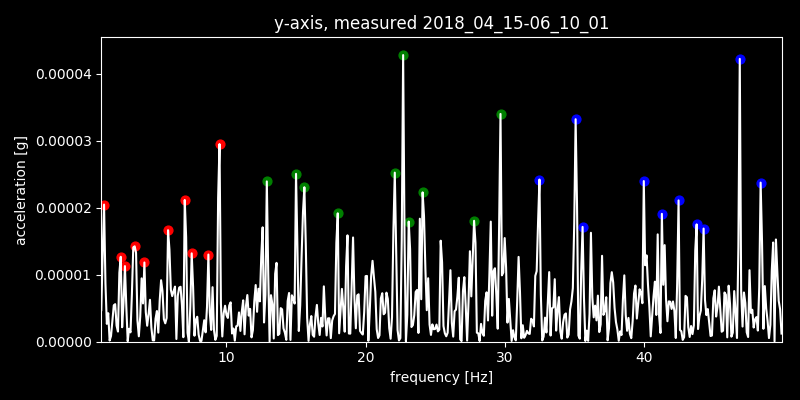 y-axis, measured 2018_04_15-06_10_01
acceleration [g]
0.00004
0.00003
0.00002
0.00001
0.00000
10 20 30 40
frequency [Hz]